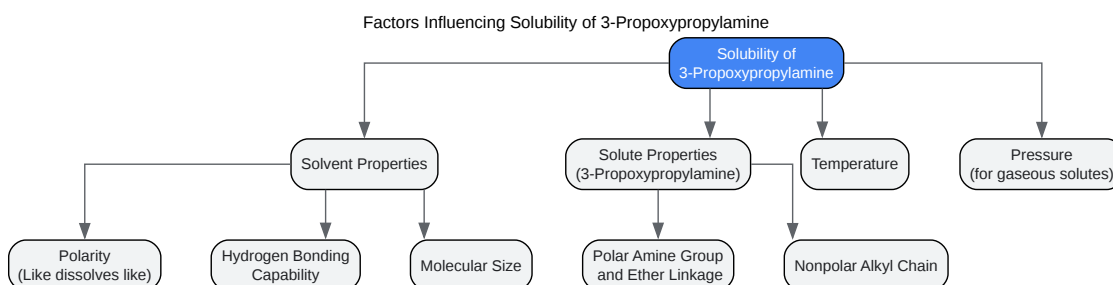 Factors Influencing Solubility of 3-Propoxypropylamine
Solubility of
3-Propoxypropylamine
Solvent Properties
Solute Properties
(3-Propoxypropylamine)
Temperature
Pressure
(for gaseous solutes)
Polarity
(Like dissolves like)
Hydrogen Bonding
Capability
Molecular Size
Polar Amine Group
and Ether Linkage
Nonpolar Alkyl Chain